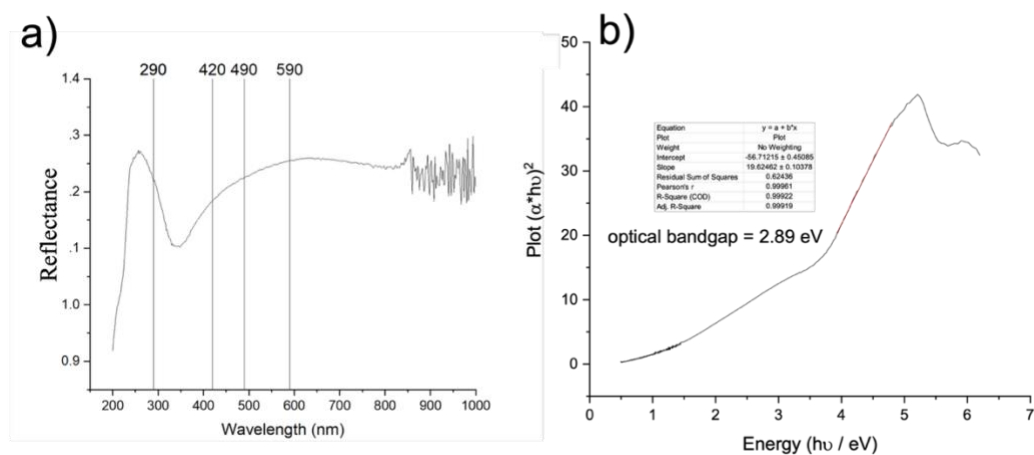 a)
290 420 490 590
1.4
.3
.2
.1
1.0
0.9
Reflectance
200 300 400 500 600 700 800 900 1000
Wavelength (nm)
b)
50
40
30
20
10
0
Plot (α*hυ)²
Equation y = a + b*x
Plot Plot
Weight No Weighting
Intercept -56.71215 ± 0.45085
Slope 19.62462 ± 0.10378
Residual Sum of Squares 0.62436
Pearson's r 0.99961
R-Square (COD) 0.99922
Adj. R-Square 0.99919
optical bandgap = 2.89 eV
0 1 2 3 4 5 6 7
Energy (hυ / eV)